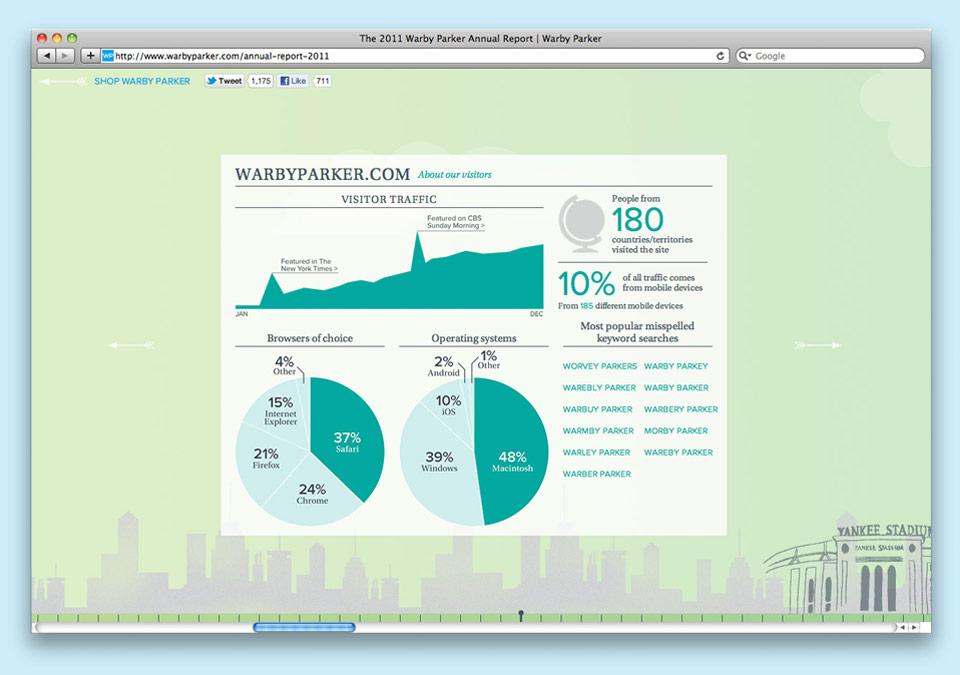 The 2011 Warby Parker Annual Report | Warby Parker
http://www.warbyparker.com/annual-report-2011
Google
SHOP WARBY PARKER
Tweet
1,175
Like
711
WARBYPARKER.COM About our visitors
VISITOR TRAFFIC
Featured in The
New York Times >
Featured on CBS
Sunday Morning >
JAN
DEC
People from
180
countries/territories
visited the site
10%
of all traffic comes
from mobile devices
From 185 different mobile devices
Browsers of choice
4%
Other
15%
Internet
Explorer
37%
Safari
21%
Firefox
24%
Chrome
Operating systems
2%
Android
1%
Other
10%
iOS
39%
Windows
48%
Macintosh
Most popular misspelled
keyword searches
WORVEY PARKERS WARBY PARKEY
WAREBLY PARKER WARBY BARKER
WARBUY PARKER WARBERY PARKER
WARMBY PARKER MORBY PARKER
WARLEY PARKER WAREBY PARKER
WARBER PARKER
YANKEE STADIUM
YANKEE STADIUM